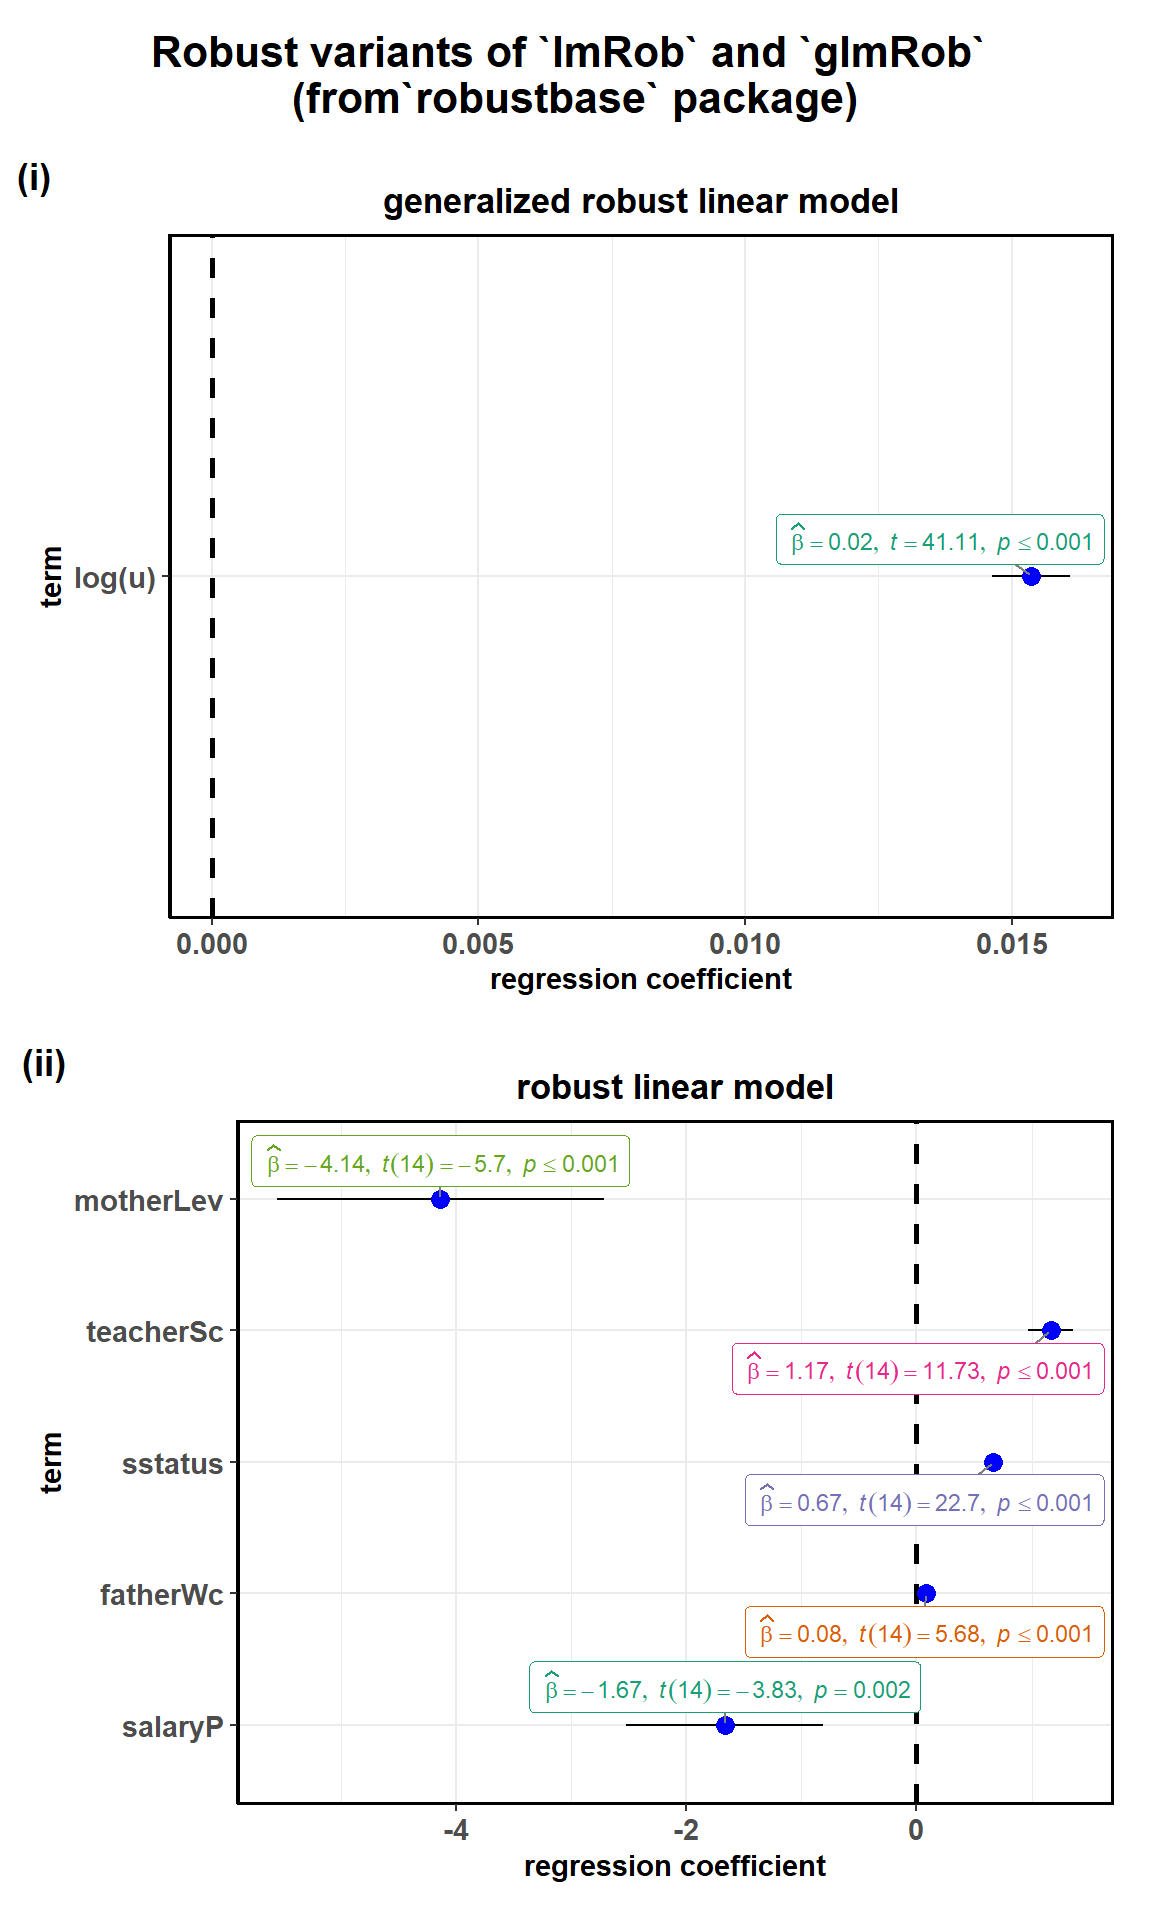 Robust variants of `lmRob` and `glmRob`
(from`robustbase` package)
(i)
generalized robust linear model
β̂ = 0.02, t = 41.11, p ≤ 0.001
term
log(u)
0.000 0.005 0.010 0.015
regression coefficient
(ii)
robust linear model
β̂ = −4.14, t(14) = −5.7, p ≤ 0.001
motherLev
teacherSc
β̂ = 1.17, t(14) = 11.73, p ≤ 0.001
term
sstatus
β̂ = 0.67, t(14) = 22.7, p ≤ 0.001
fatherWc
β̂ = 0.08, t(14) = 5.68, p ≤ 0.001
β̂ = −1.67, t(14) = −3.83, p = 0.002
salaryP
-4 -2 0
regression coefficient